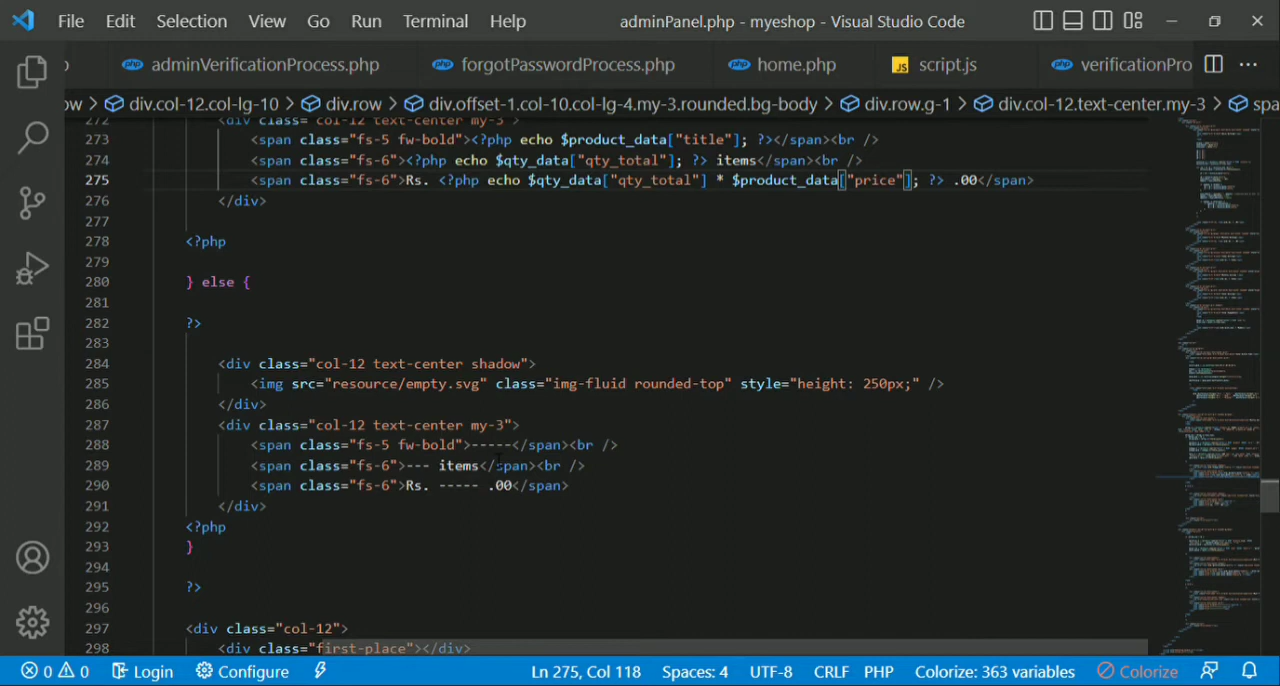 File Edit Selection View Go Run Terminal Help adminPanel.php - myeshop - Visual Studio Code
adminVerificationProcess.php forgotPasswordProcess.php home.php JS script.js verificationPro
ow > div.col-12.col-lg-10 > div.row > div.offset-1.col-10.col-lg-4.my-3.rounded.bg-body > div.row.g-1 > div.col-12.text-center.my-3 > spa
272 <div class="col-12 text-center my-3">
273 <span class="fs-5 fw-bold"><?php echo $product_data["title"]; ?></span><br />
274 <span class="fs-6"><?php echo $qty_data["qty_total"]; ?> items</span><br />
275 <span class="fs-6">Rs. <?php echo $qty_data["qty_total"] * $product_data["price"]; ?> .00</span>
276 </div>
277
278 <?php
279
280 } else {
281
282 ?>
283
284 <div class="col-12 text-center shadow">
285 <img src="resource/empty.svg" class="img-fluid rounded-top" style="height: 250px;" />
286 </div>
287 <div class="col-12 text-center my-3">
288 <span class="fs-5 fw-bold">-----</span><br />
289 <span class="fs-6">--- items</span><br />
290 <span class="fs-6">Rs. ----- .00</span>
291 </div>
292 <?php
293 }
294
295 ?>
296
297 <div class="col-12">
298 <div class="first-place"></div>
0 0 Login Configure Ln 275, Col 118 Spaces: 4 UTF-8 CRLF PHP Colorize: 363 variables Colorize